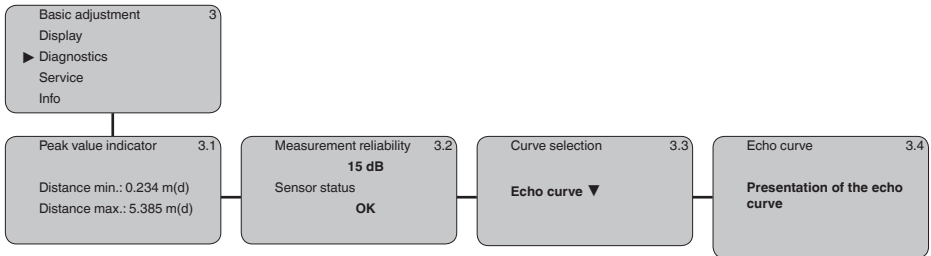 Basic adjustment 3
Display
▶ Diagnostics
Service
Info
Peak value indicator 3.1
Distance min.: 0.234 m(d)
Distance max.: 5.385 m(d)
Measurement reliability 3.2
15 dB
Sensor status
OK
Curve selection 3.3
Echo curve ▼
Echo curve 3.4
Presentation of the echo
curve